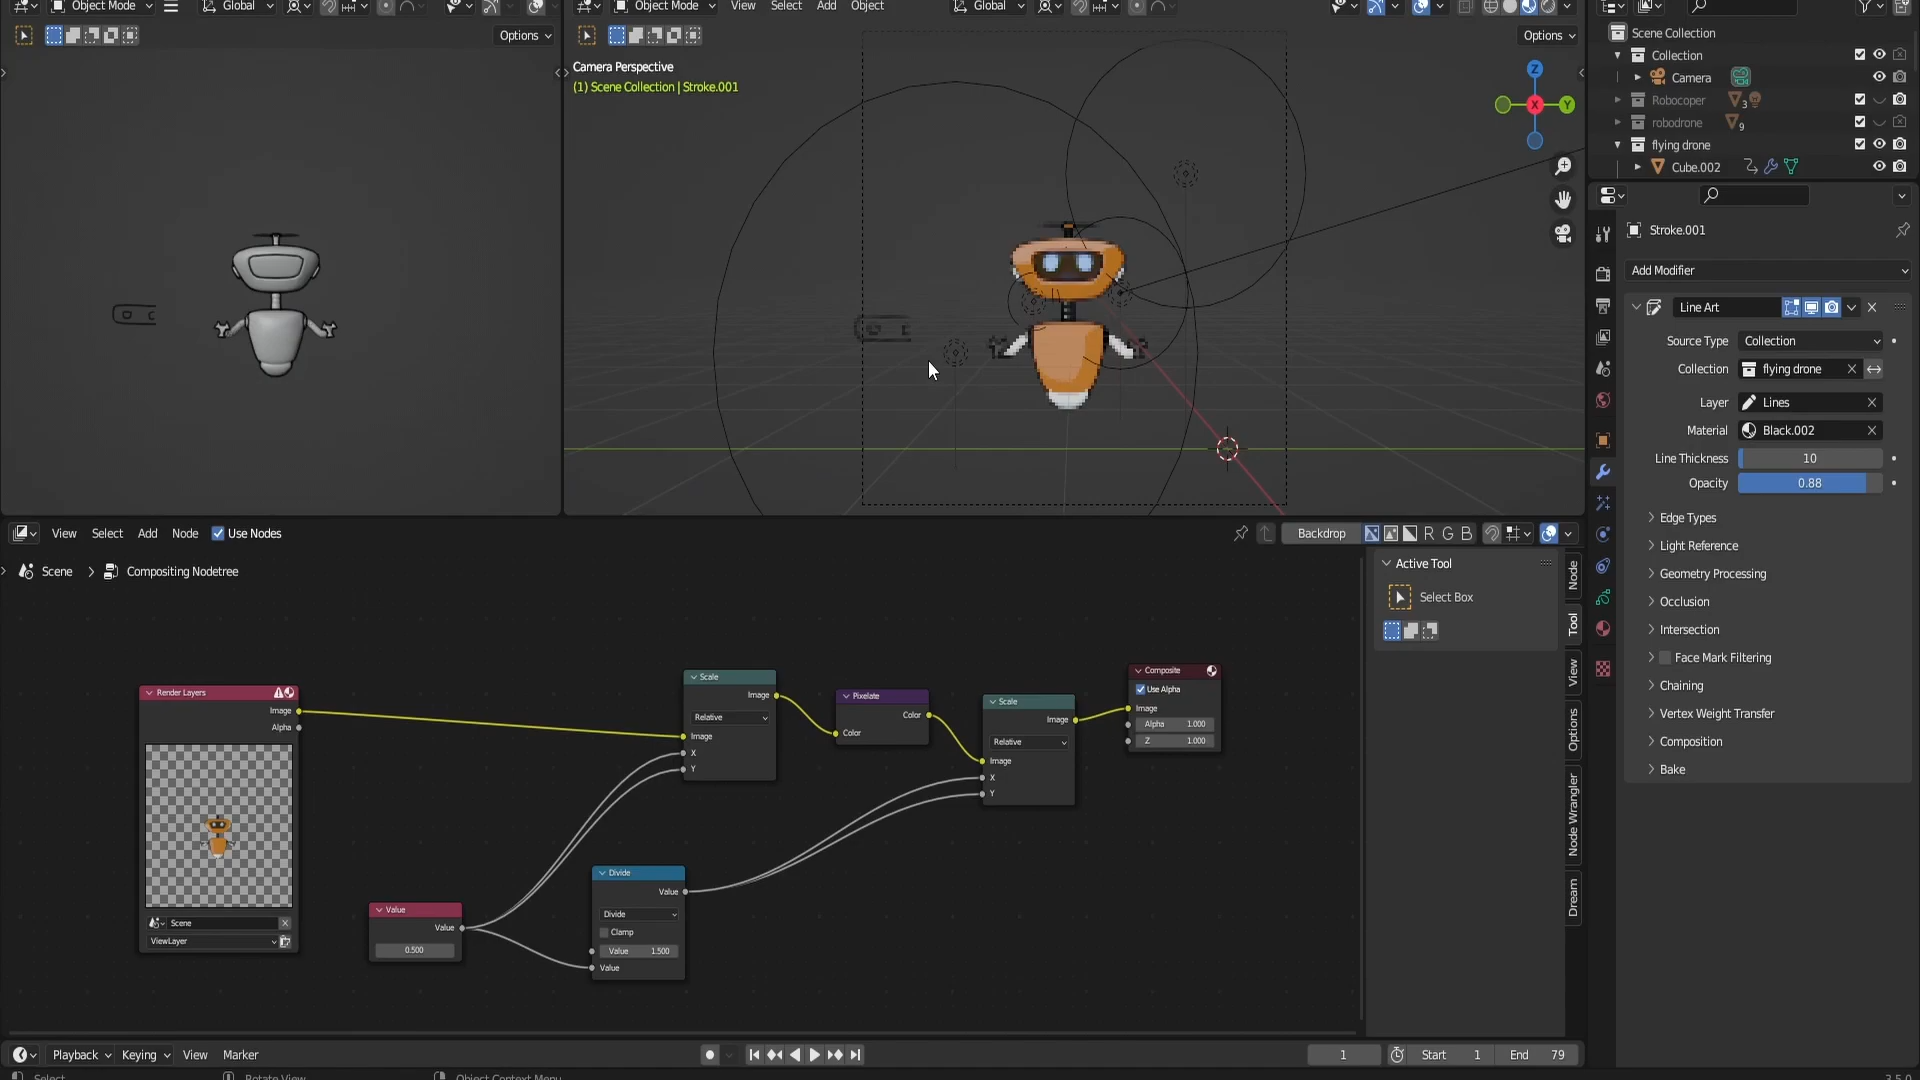 Object Mode
Global
Object Mode
View
Select
Add
Object
Global
Options
Options
Camera Perspective
(1) Scene Collection | Stroke.001
Z
X
Y
Scene Collection
Collection
Camera
Robocoper
3
robodrone
9
flying drone
Cube.002
Stroke.001
Add Modifier
Line Art
Source Type
Collection
Collection
flying drone
Layer
Lines
Material
Black.002
Line Thickness
10
Opacity
0.88
Edge Types
Light Reference
Geometry Processing
Occlusion
Intersection
Face Mark Filtering
Chaining
Vertex Weight Transfer
Composition
Bake
View
Select
Add
Node
Use Nodes
Backdrop
R
G
B
Scene
Compositing Nodetree
Active Tool
Select Box
Node
Tool
View
Options
Node Wrangler
Dream
Render Layers
Image
Alpha
Scene
ViewLayer
Value
Value
0.500
Divide
Value
Divide
Clamp
Value 1.500
Value
Scale
Image
Relative
Image
X
Y
Pixelate
Color
Color
Scale
Image
Relative
Image
X
Y
Composite
Use Alpha
Image
Alpha 1.000
Z 1.000
Playback
Keying
View
Marker
1
Start 1
End 79
Select
Rotate View
Object Context Menu
3.5.0